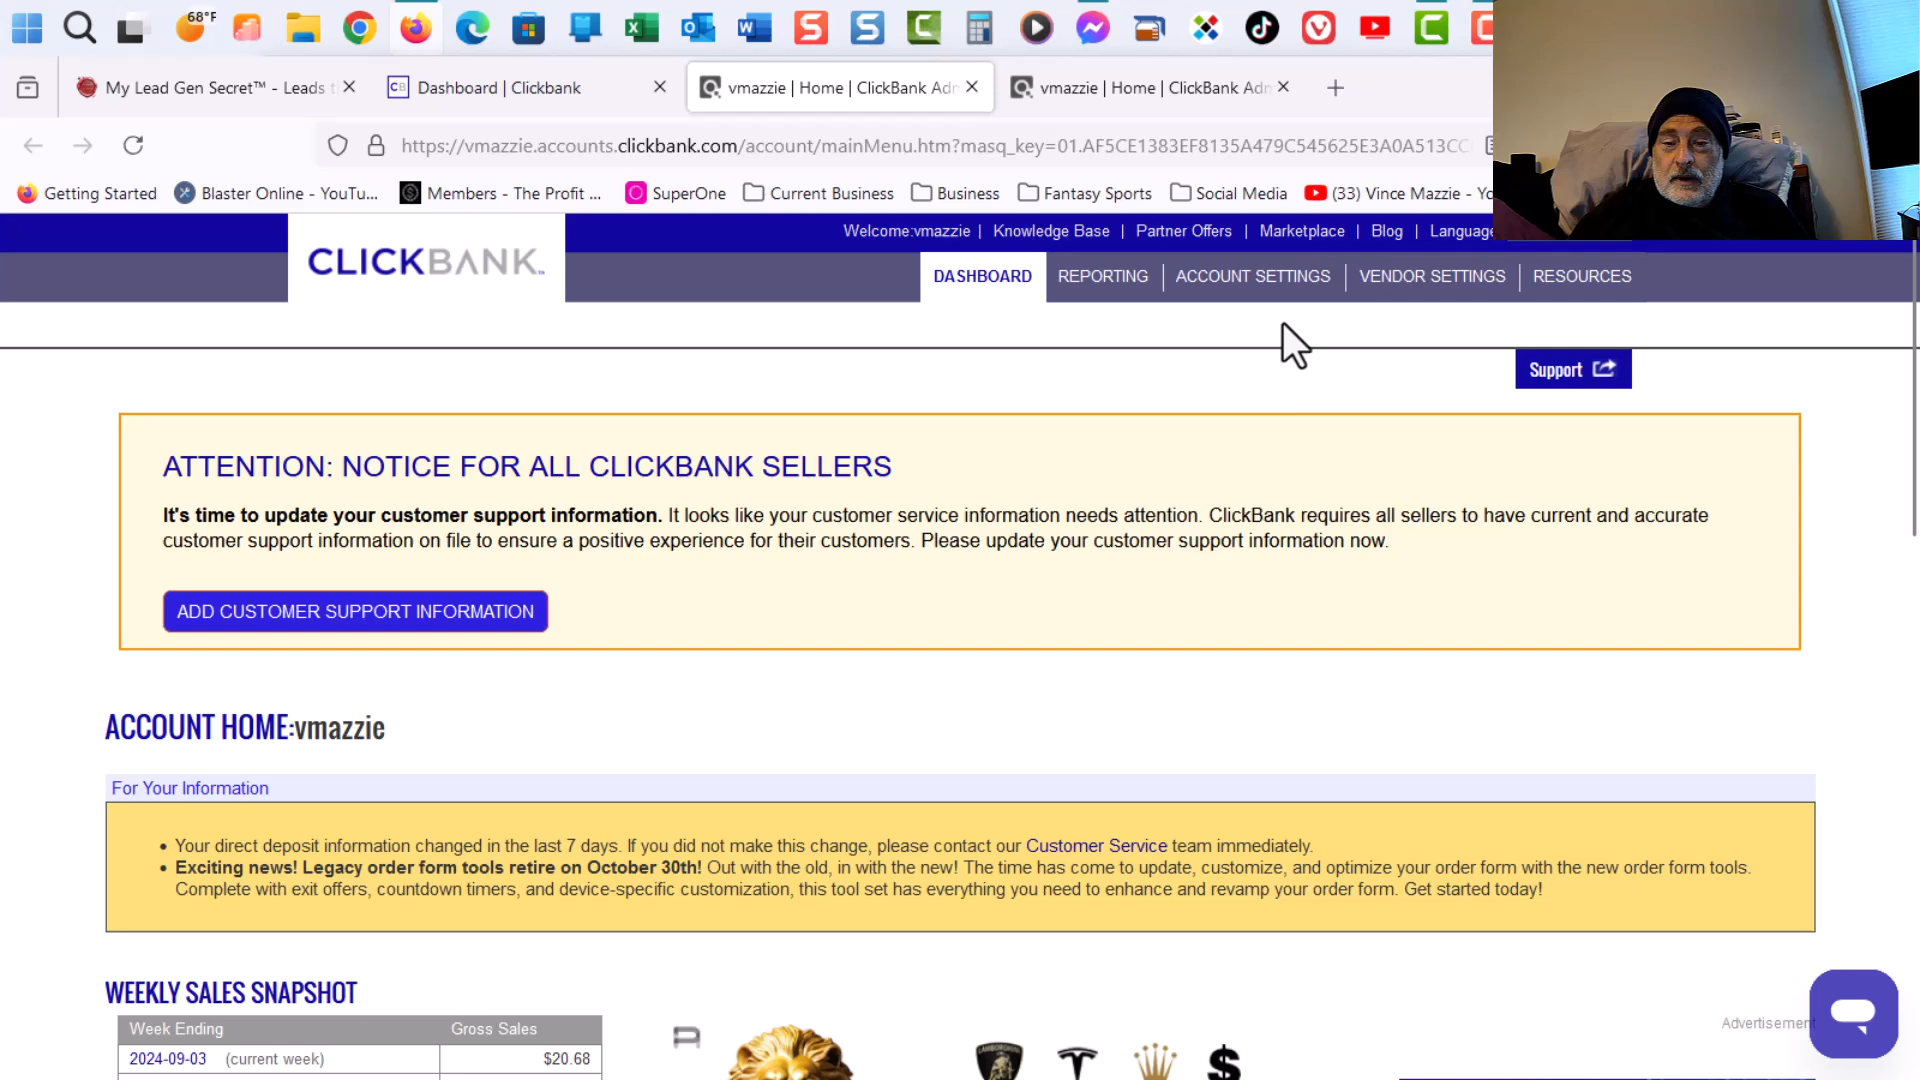 68°F
My Lead Gen Secret™ - Leads t
CB Dashboard | Clickbank
vmazzie | Home | ClickBank Adm
vmazzie | Home | ClickBank Adm
https://vmazzie.accounts.clickbank.com/account/mainMenu.htm?masq_key=01.AF5CE1383EF8135A479C545625E3A0A513CC
Getting Started
Blaster Online - YouTu...
Members - The Profit ...
SuperOne
Current Business
Business
Fantasy Sports
Social Media
(33) Vince Mazzie - Yo
Welcome:vmazzie | Knowledge Base | Partner Offers | Marketplace | Blog | Language
CLICKBANK™
DASHBOARD REPORTING ACCOUNT SETTINGS VENDOR SETTINGS RESOURCES
Support
ATTENTION: NOTICE FOR ALL CLICKBANK SELLERS
It's time to update your customer support information. It looks like your customer service information needs attention. ClickBank requires all sellers to have current and accurate
customer support information on file to ensure a positive experience for their customers. Please update your customer support information now.
ADD CUSTOMER SUPPORT INFORMATION
ACCOUNT HOME:vmazzie
For Your Information
• Your direct deposit information changed in the last 7 days. If you did not make this change, please contact our Customer Service team immediately.
• Exciting news! Legacy order form tools retire on October 30th! Out with the old, in with the new! The time has come to update, customize, and optimize your order form with the new order form tools.
Complete with exit offers, countdown timers, and device-specific customization, this tool set has everything you need to enhance and revamp your order form. Get started today!
WEEKLY SALES SNAPSHOT
Week Ending Gross Sales
2024-09-03 (current week) $20.68
Advertisement